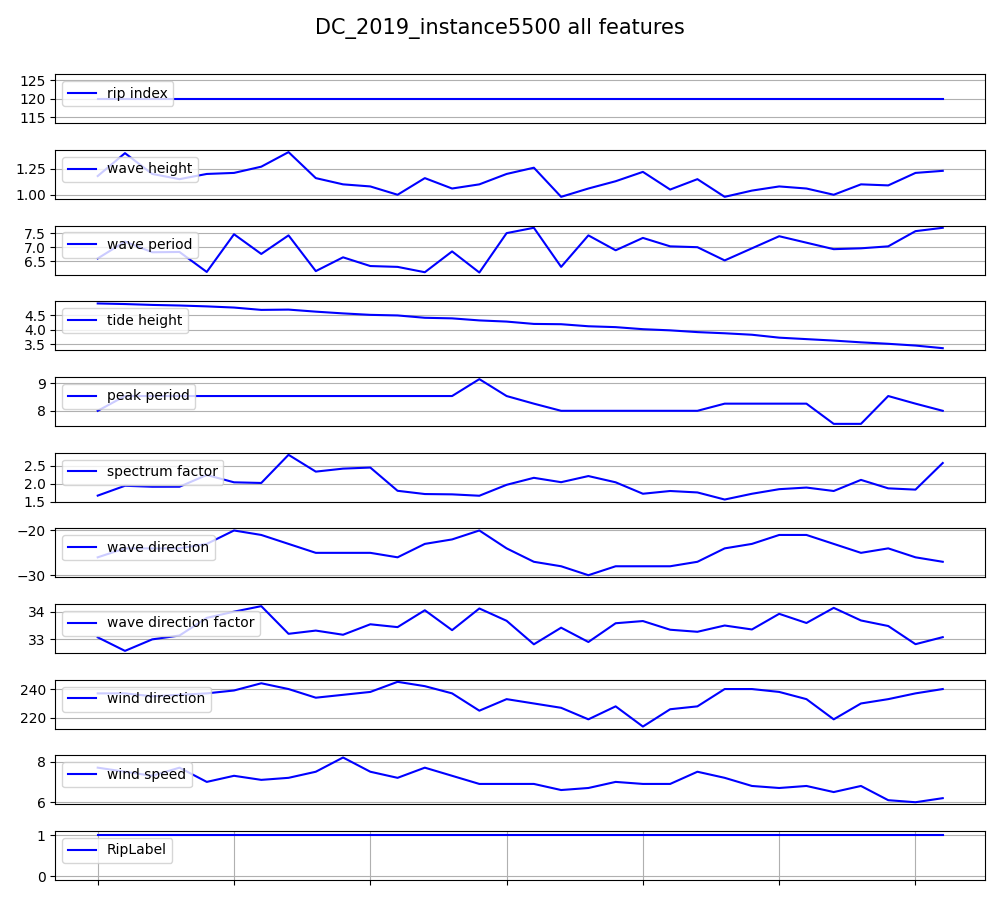 DC_2019_instance5500 all features
125
120
115
rip index
1.25
1.00
wave height
7.5
7.0
6.5
wave period
4.5
4.0
3.5
tide height
9
8
peak period
2.5
2.0
1.5
spectrum factor
−20
−30
wave direction
34
33
wave direction factor
240
220
wind direction
8
6
wind speed
1
0
RipLabel